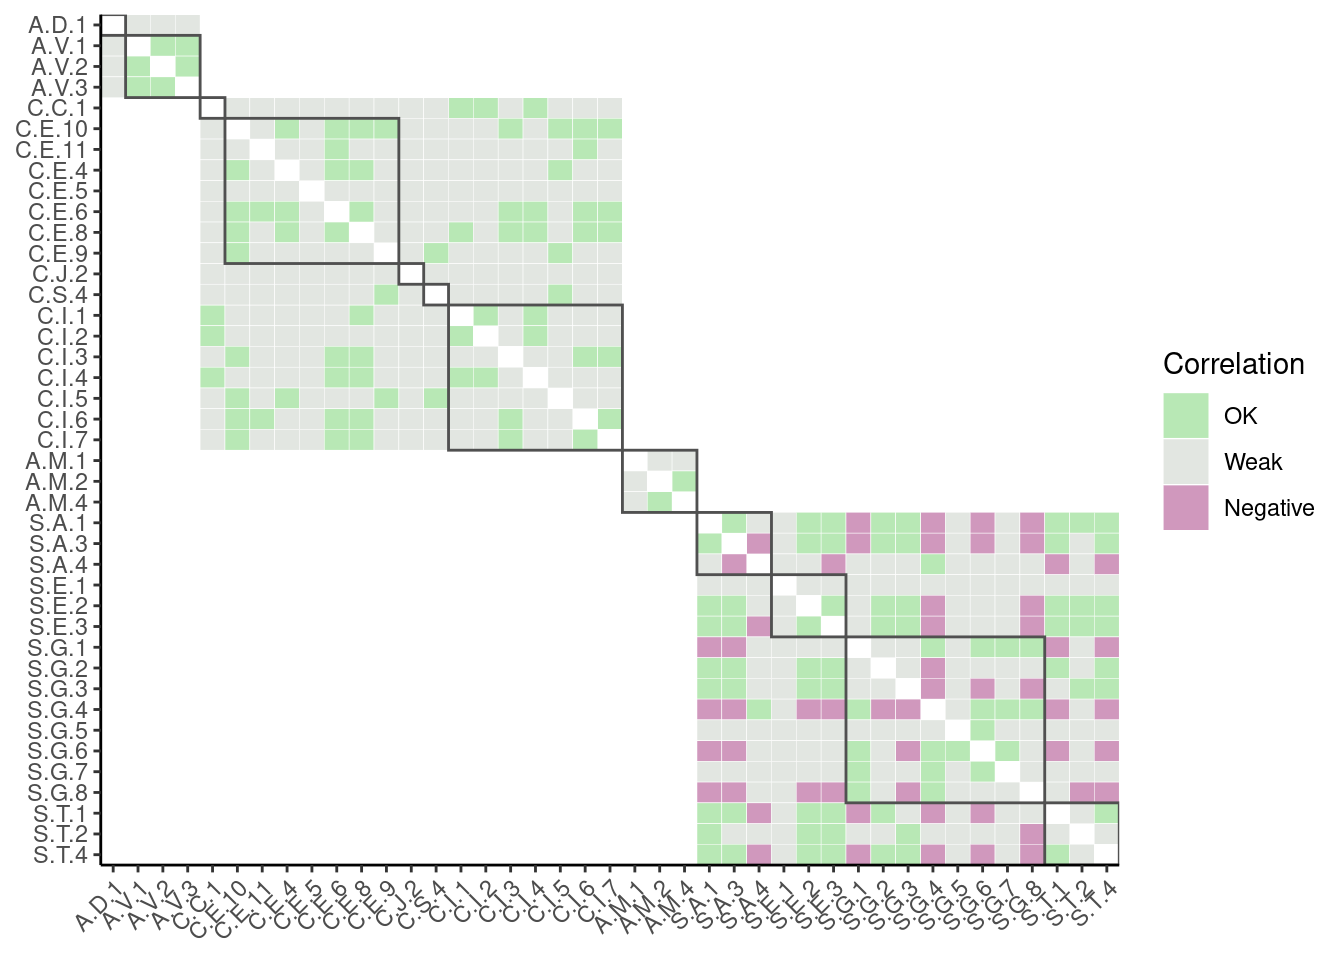 A.D.1
A.V.1
A.V.2
A.V.3
C.C.1
C.E.10
C.E.11
C.E.4
C.E.5
C.E.6
C.E.8
C.E.9
C.J.2
C.S.4
C.I.1
C.I.2
C.I.3
C.I.4
C.I.5
C.I.6
C.I.7
A.M.1
A.M.2
A.M.4
S.A.1
S.A.3
S.A.4
S.E.1
S.E.2
S.E.3
S.G.1
S.G.2
S.G.3
S.G.4
S.G.5
S.G.6
S.G.7
S.G.8
S.T.1
S.T.2
S.T.4
A.D.1
A.V.1
A.V.2
A.V.3
C.C.1
C.E.10
C.E.11
C.E.4
C.E.5
C.E.6
C.E.8
C.E.9
C.J.2
C.S.4
C.I.1
C.I.2
C.I.3
C.I.4
C.I.5
C.I.6
C.I.7
A.M.1
A.M.2
A.M.4
S.A.1
S.A.3
S.A.4
S.E.1
S.E.2
S.E.3
S.G.1
S.G.2
S.G.3
S.G.4
S.G.5
S.G.6
S.G.7
S.G.8
S.T.1
S.T.2
S.T.4
Correlation
OK
Weak
Negative